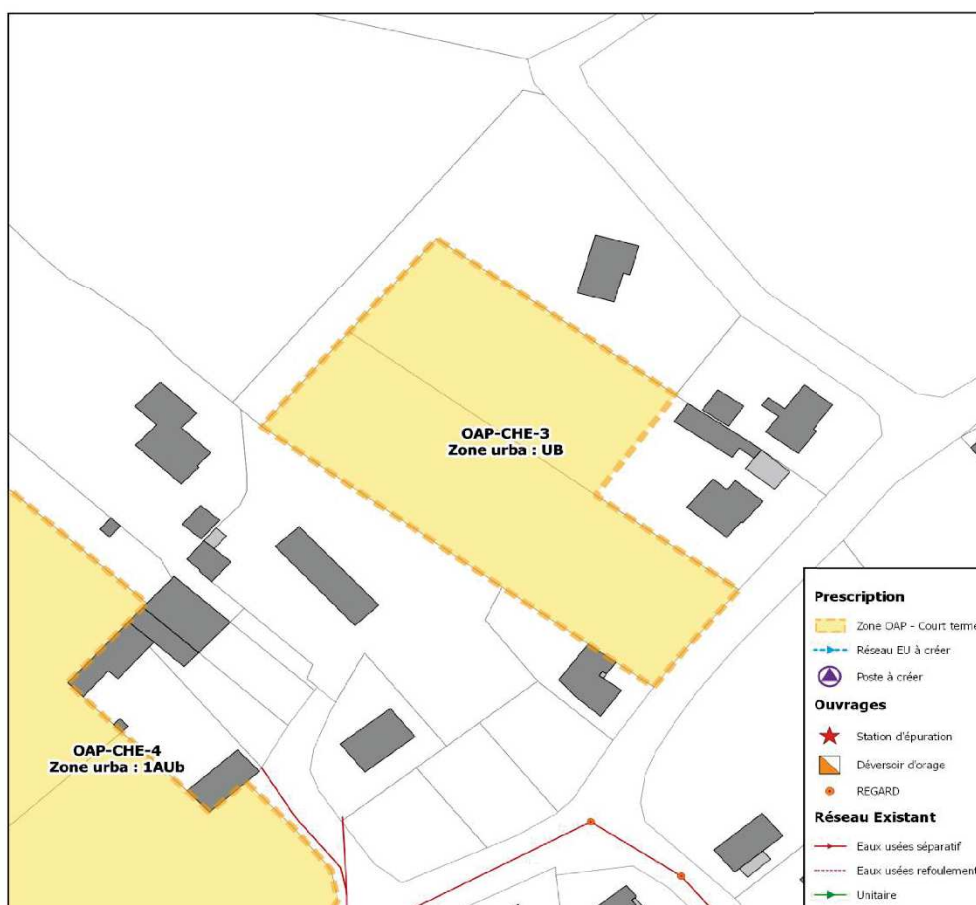 OAP-CHE-3
Zone urba : UB
OAP-CHE-4
Zone urba : 1AUb
Prescription
Zone OAP - Court terme
Réseau EU à créer
Poste à créer
Ouvrages
Station d'épuration
Déversoir d'orage
REGARD
Réseau Existant
Eaux usées séparatif
Eaux usées refoulement
Unitaire